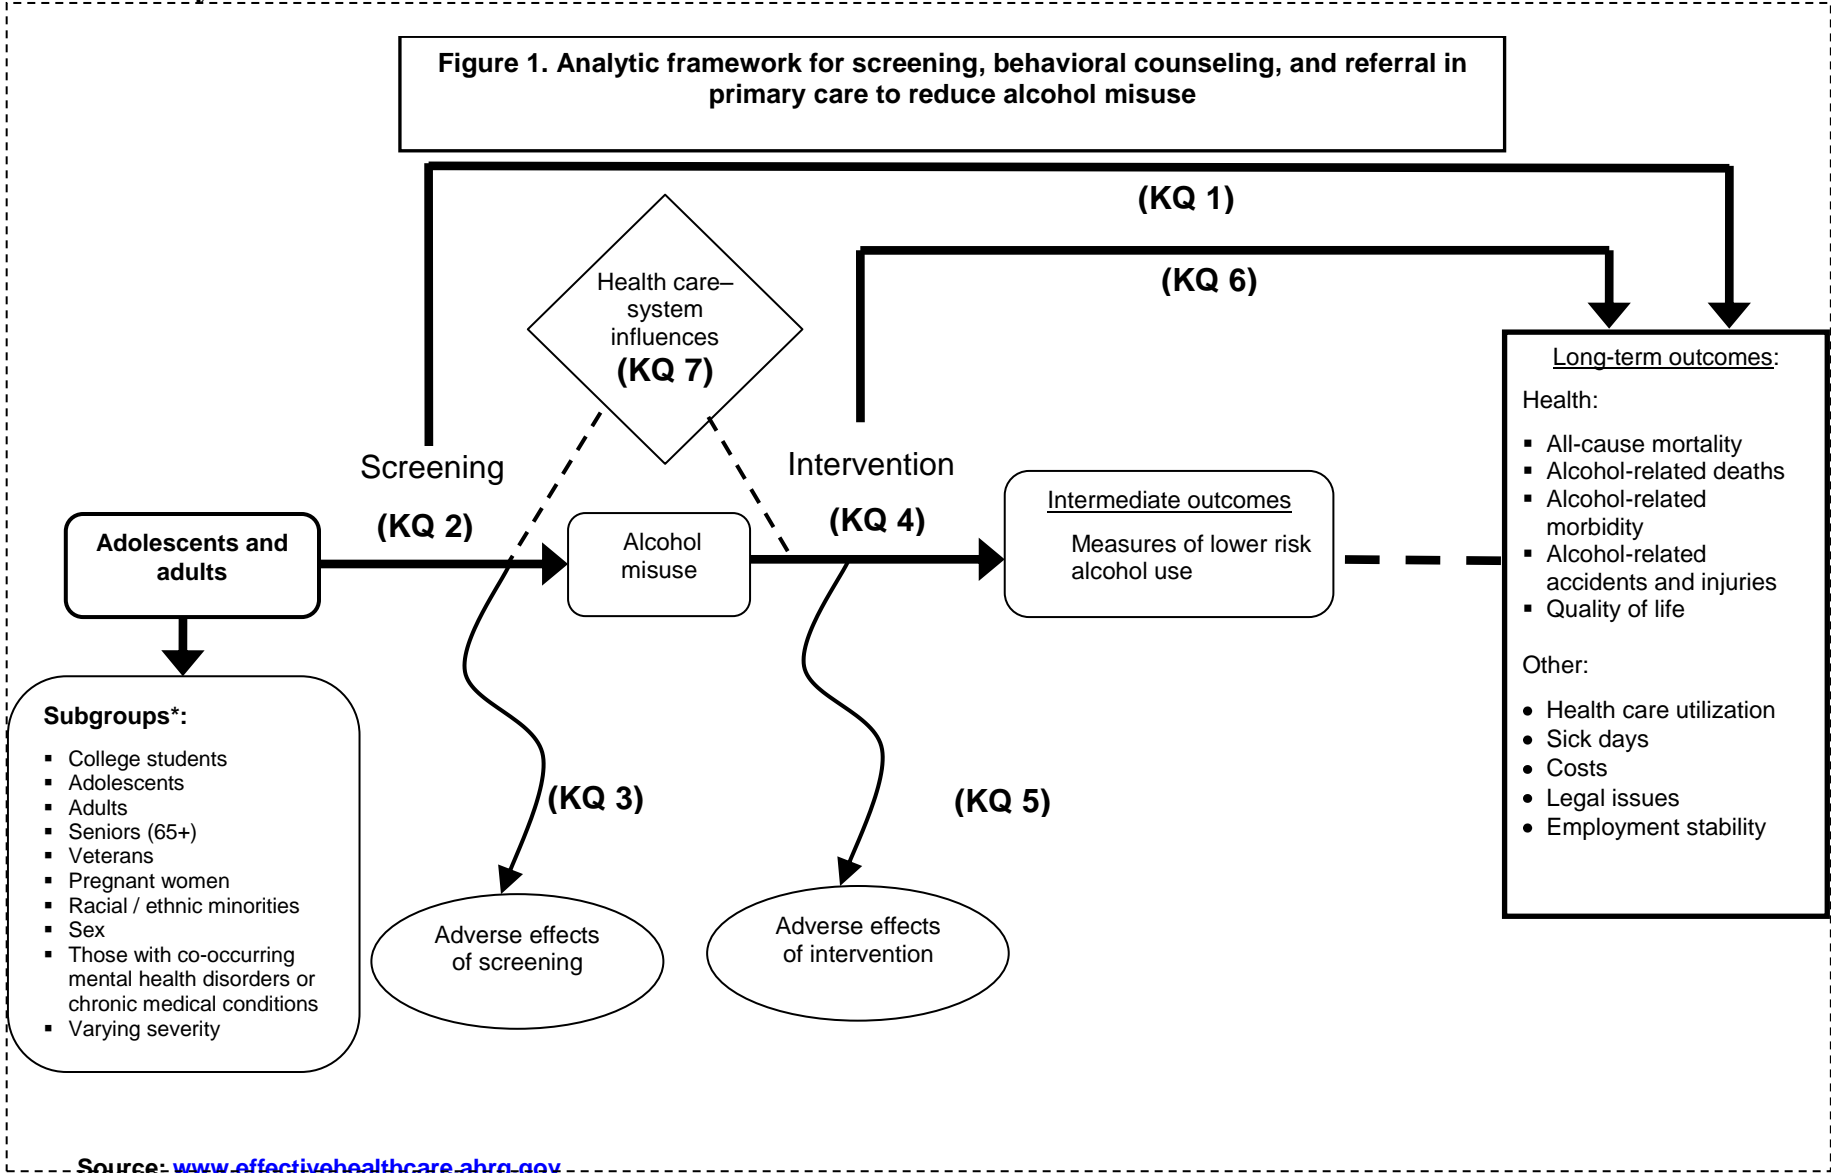 Figure 1. Analytic framework for screening, behavioral counseling, and referral in
primary care to reduce alcohol misuse
(KQ 1)
(KQ 6)
Health care–
system
influences
(KQ 7)
Screening
(KQ 2)
Intervention
(KQ 4)
Adolescents and
adults
Alcohol
misuse
Intermediate outcomes
Measures of lower risk
alcohol use
Long-term outcomes:
Health:
▪ All-cause mortality
▪ Alcohol-related deaths
▪ Alcohol-related
morbidity
▪ Alcohol-related
accidents and injuries
▪ Quality of life
Other:
• Health care utilization
• Sick days
• Costs
• Legal issues
• Employment stability
Subgroups*:
▪ College students
▪ Adolescents
▪ Adults
▪ Seniors (65+)
▪ Veterans
▪ Pregnant women
▪ Racial / ethnic minorities
▪ Sex
▪ Those with co-occurring
mental health disorders or
chronic medical conditions
▪ Varying severity
(KQ 3)
(KQ 5)
Adverse effects
of screening
Adverse effects
of intervention
Source: www.effectivehealthcare.ahrq.gov